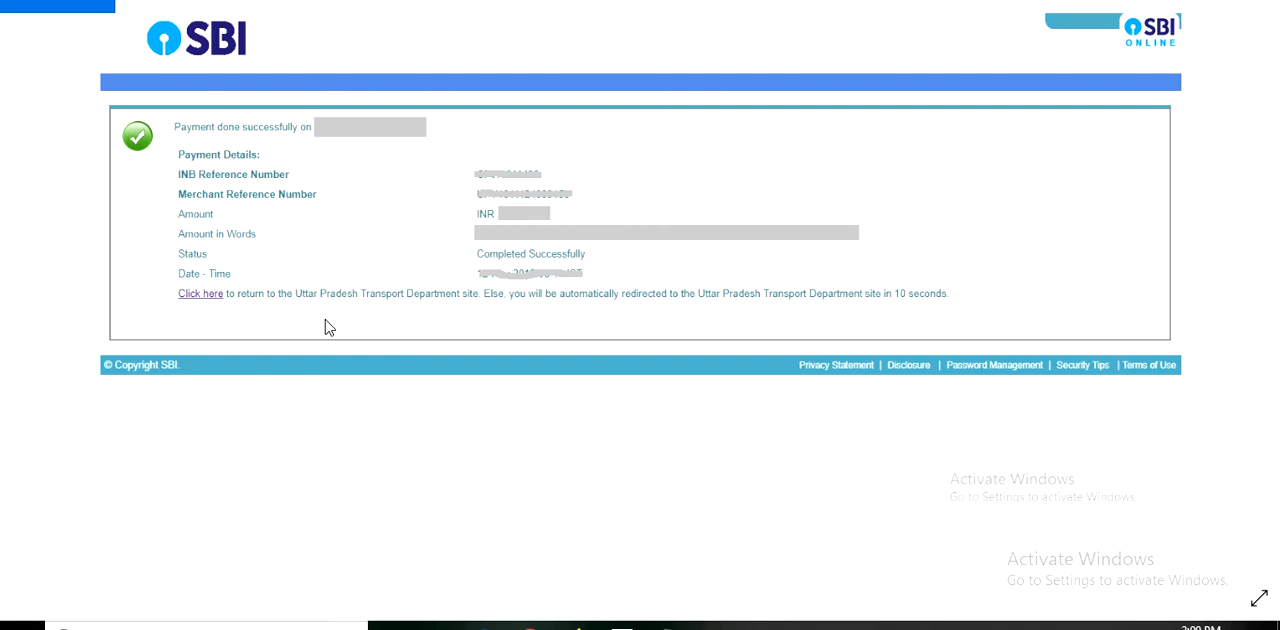 SBI
SBI
ONLINE
Payment done successfully on
Payment Details:
INB Reference Number
Merchant Reference Number
Amount INR
Amount in Words
Status Completed Successfully
Date - Time
Click here to return to the Uttar Pradesh Transport Department site. Else, you will be automatically redirected to the Uttar Pradesh Transport Department site in 10 seconds.
© Copyright SBI. Privacy Statement | Disclosure | Password Management | Security Tips | Terms of Use
Activate Windows
Go to Settings to activate Windows.
Activate Windows
Go to Settings to activate Windows.